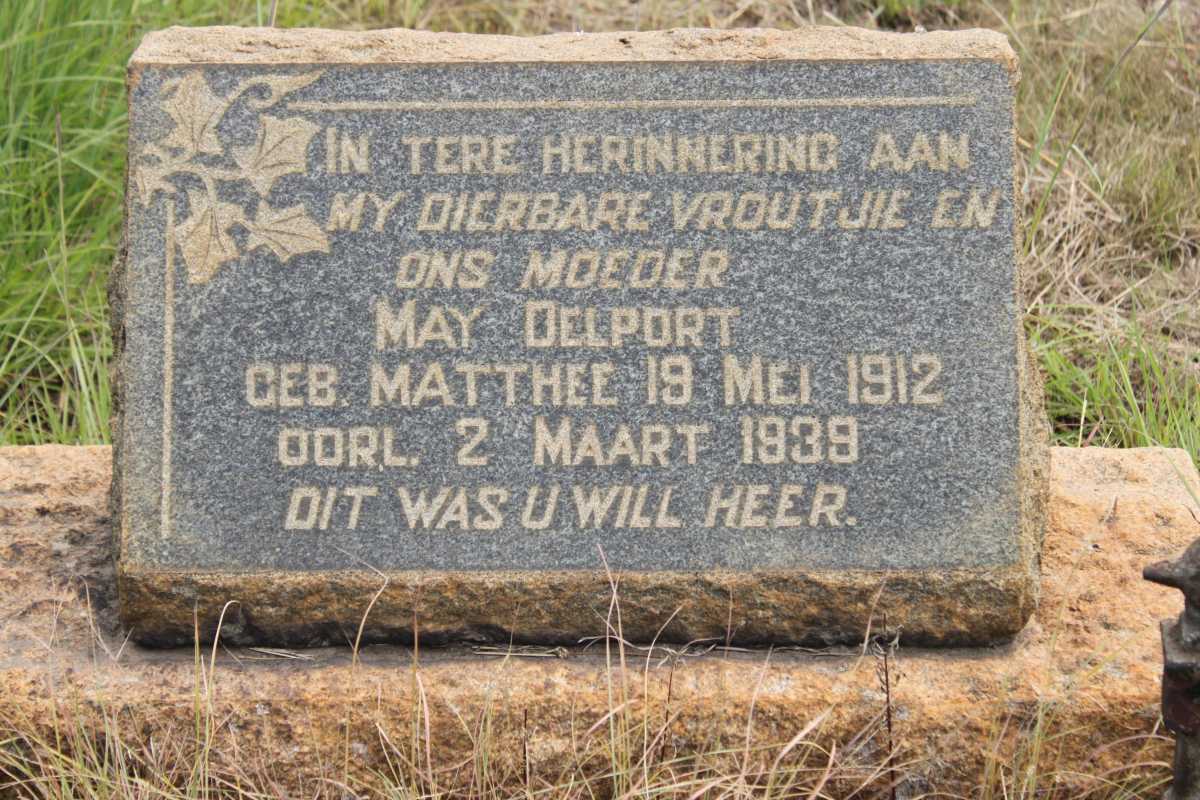 IN TERE HERINNERING AAN
MY DIERBARE VROUTJIE EN
ONS MOEDER
MAY DELPORT
GEB. MATTHEE 19 MEI 1912
OORL. 2 MAART 1939
DIT WAS U WILL HEER.